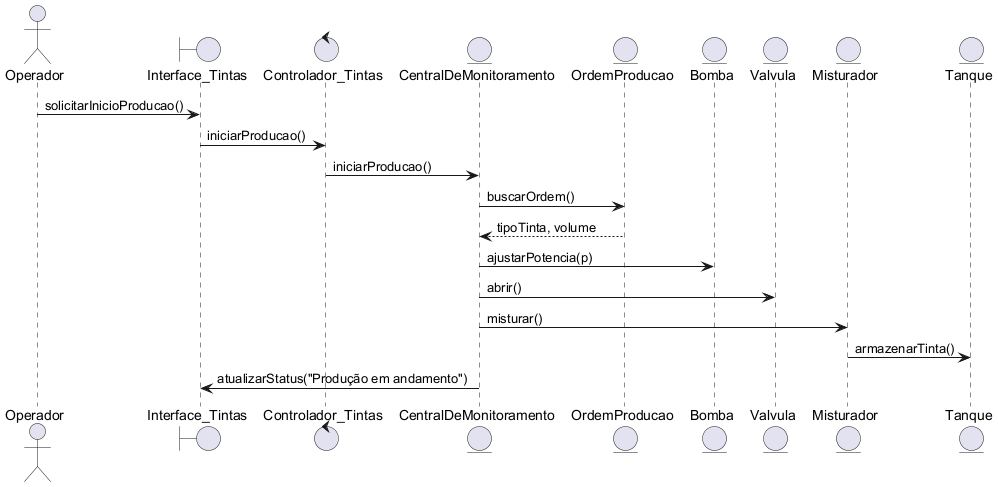 Operador
Interface_Tintas
Controlador_Tintas
CentralDeMonitoramento
OrdemProducao
Bomba
Valvula
Misturador
Tanque
solicitarInicioProducao()
iniciarProducao()
iniciarProducao()
buscarOrdem()
tipoTinta, volume
ajustarPotencia(p)
abrir()
misturar()
armazenarTinta()
atualizarStatus("Produção em andamento")
Operador
Interface_Tintas
Controlador_Tintas
CentralDeMonitoramento
OrdemProducao
Bomba
Valvula
Misturador
Tanque